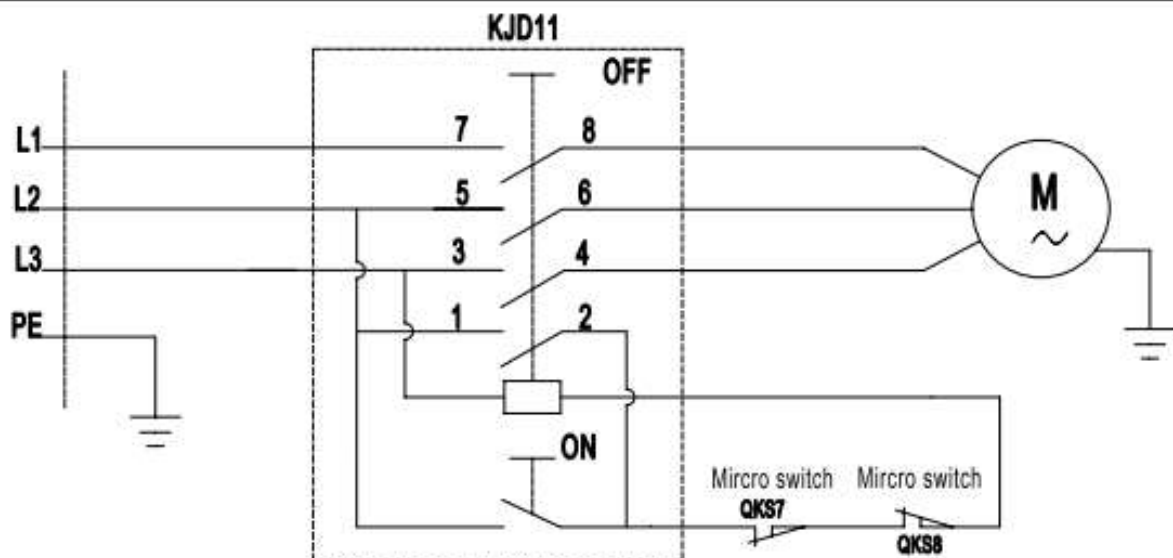 KJD11
OFF
L1 7 8
L2 5 6 M
L3 3 4
PE 1 2
ON
Mircro switch Mircro switch
QKS7
QKS8